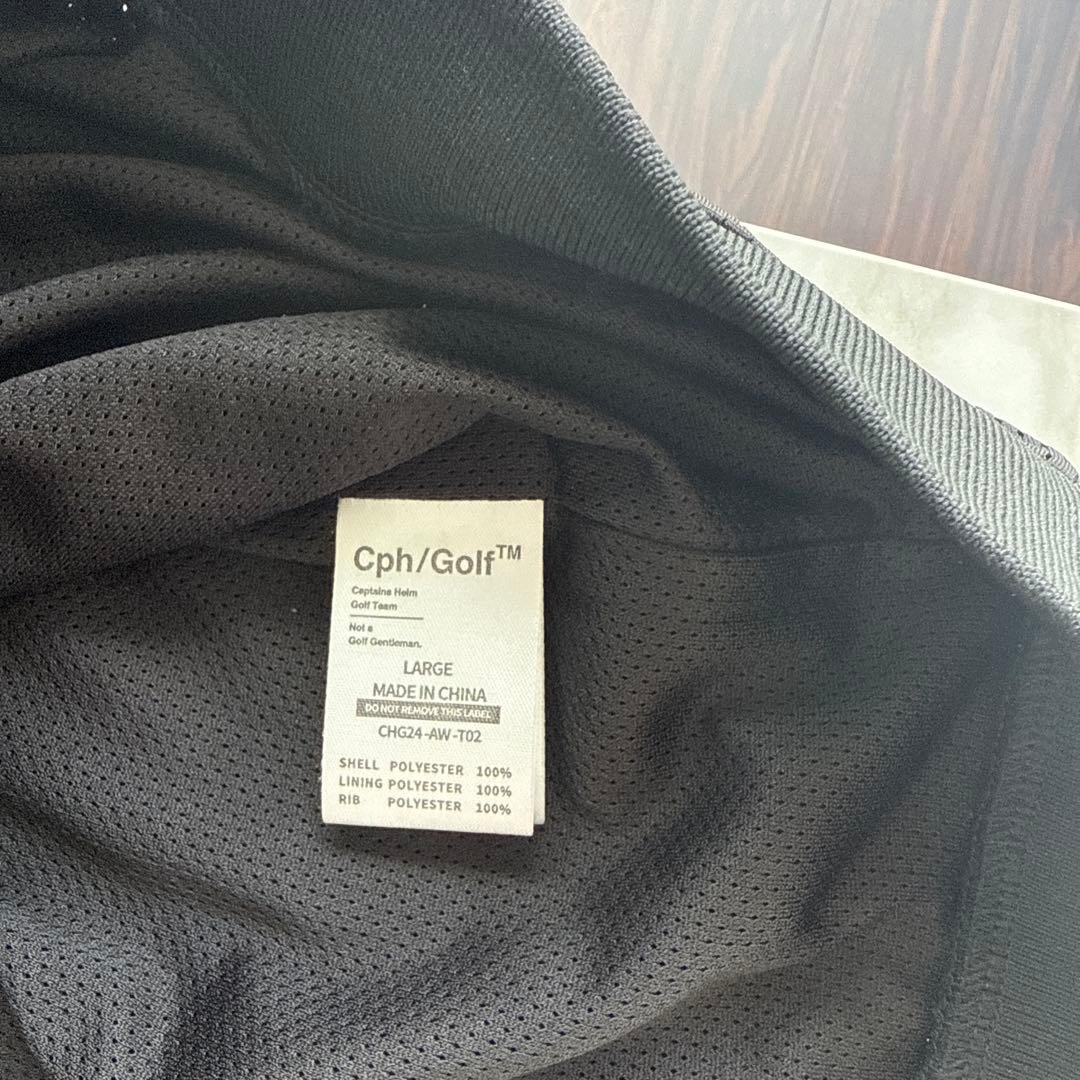 Cph/Golf™
Captains Helm
Golf Team
Not a
Golf Gentleman.
LARGE
MADE IN CHINA
DO NOT REMOVE THIS LABEL
CHG24-AW-T02
SHELL POLYESTER 100%
LINING POLYESTER 100%
RIB POLYESTER 100%